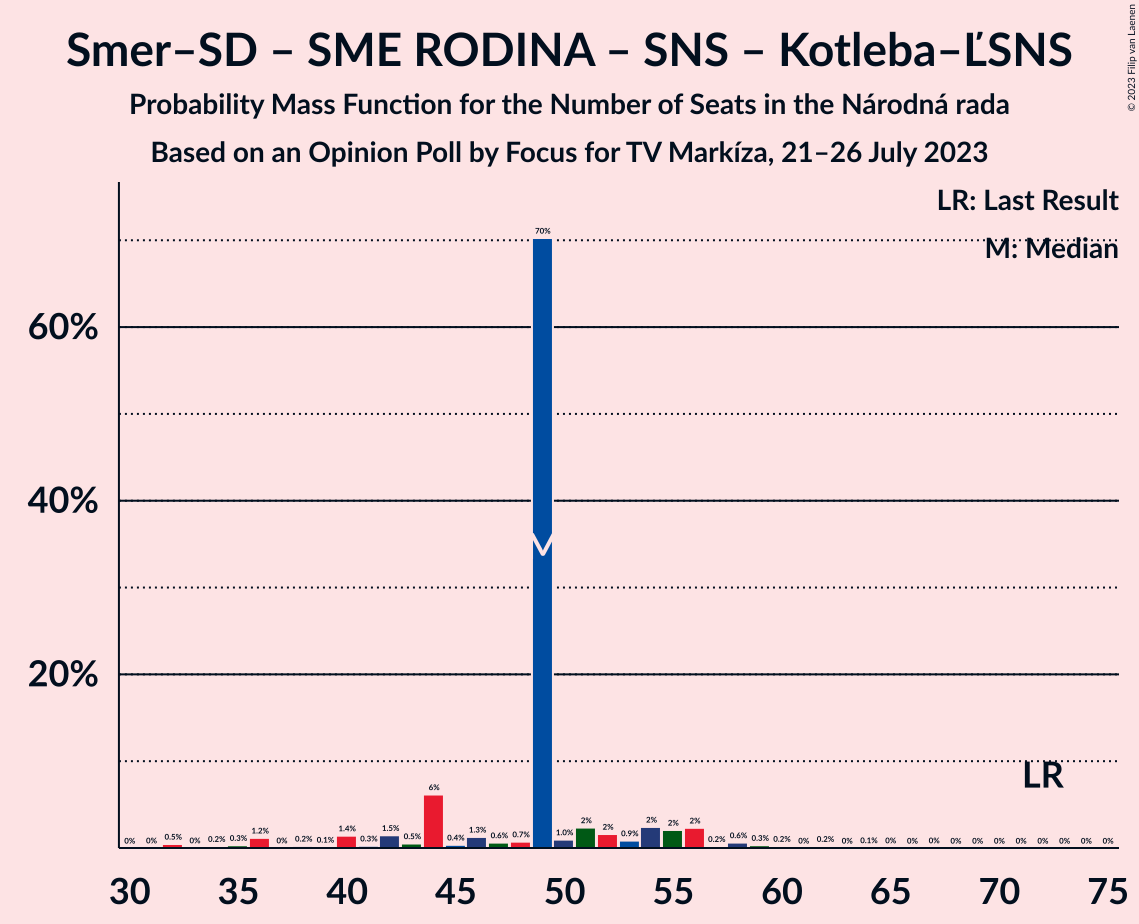 Smer–SD – SME RODINA – SNS – Kotleba–ĽSNS
Probability Mass Function for the Number of Seats in the Národná rada
Based on an Opinion Poll by Focus for TV Markíza, 21–26 July 2023
© 2023 Filip van Laenen
LR: Last Result
M: Median
60%
40%
20%
0% 0% 0.5% 0% 0.2% 0.3% 1.2% 0% 0.2% 0.1% 1.4% 0.3% 1.5% 0.5% 6% 0.4% 1.3% 0.6% 0.7% 70% 1.0% 2% 2% 0.9% 2% 2% 2% 0.2% 0.6% 0.3% 0.2% 0% 0.2% 0% 0.1% 0% 0% 0% 0% 0% 0% 0% 0% 0% 0% 0%
LR
30 35 40 45 50 55 60 65 70 75